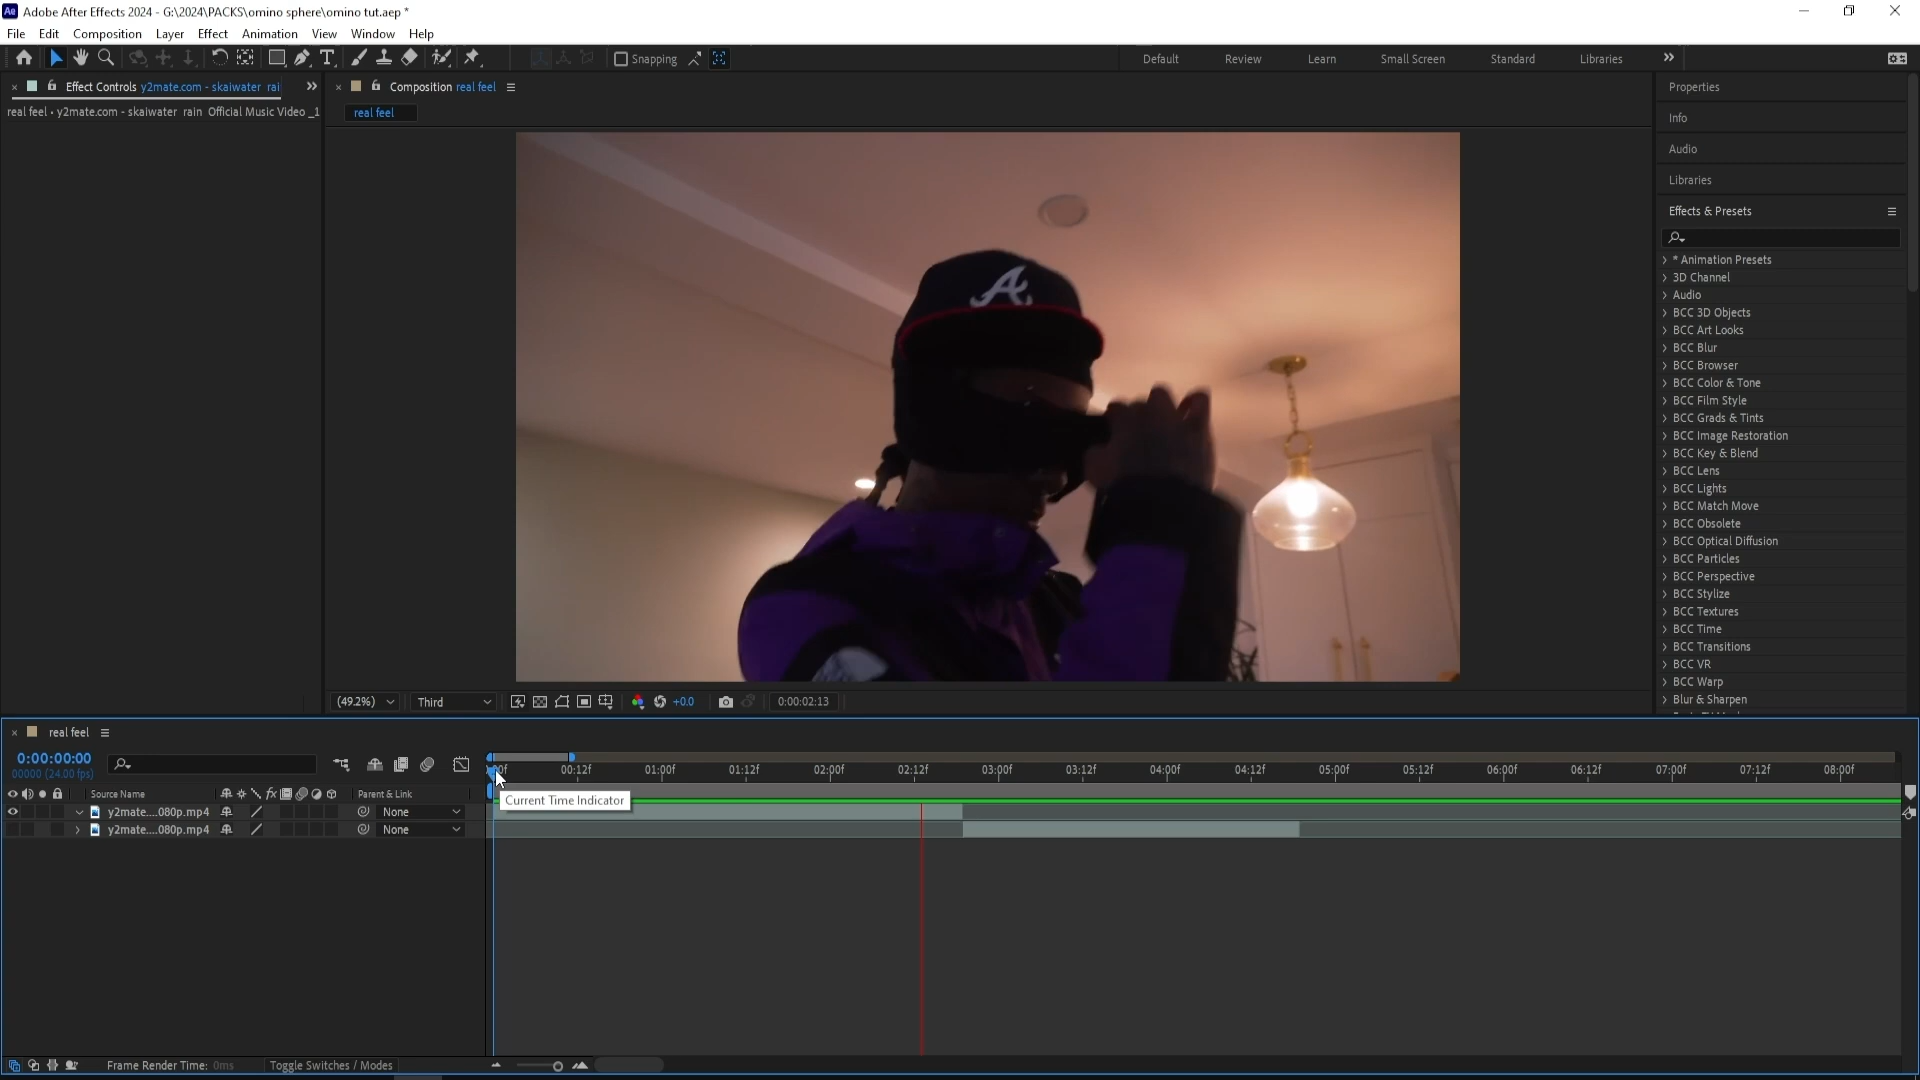 Adobe After Effects 2024 - G:\2024\PACKS\omino sphere\omino tut.aep *
File Edit Composition Layer Effect Animation View Window Help
Snapping
Default Review Learn Small Screen Standard Libraries
Effect Controls y2mate.com - skaiwater rai
real feel • y2mate.com - skaiwater rain Official Music Video _1
Composition real feel
real feel
A
(49.2%) Third +0.0 0:00:02:13
Properties
Info
Audio
Libraries
Effects & Presets
* Animation Presets
3D Channel
Audio
BCC 3D Objects
BCC Art Looks
BCC Blur
BCC Browser
BCC Color & Tone
BCC Film Style
BCC Grads & Tints
BCC Image Restoration
BCC Key & Blend
BCC Lens
BCC Lights
BCC Match Move
BCC Obsolete
BCC Optical Diffusion
BCC Particles
BCC Perspective
BCC Stylize
BCC Textures
BCC Time
BCC Transitions
BCC VR
BCC Warp
Blur & Sharpen
real feel
0:00:00:00
00000 (24.00 fps)
00:12f 01:00f 01:12f 02:00f 02:12f 03:00f 03:12f 04:00f 04:12f 05:00f 05:12f 06:00f 06:12f 07:00f 07:12f 08:00f
Source Name Parent & Link
Current Time Indicator
y2mate....080p.mp4 None
y2mate....080p.mp4 None
Frame Render Time: 0ms Toggle Switches / Modes